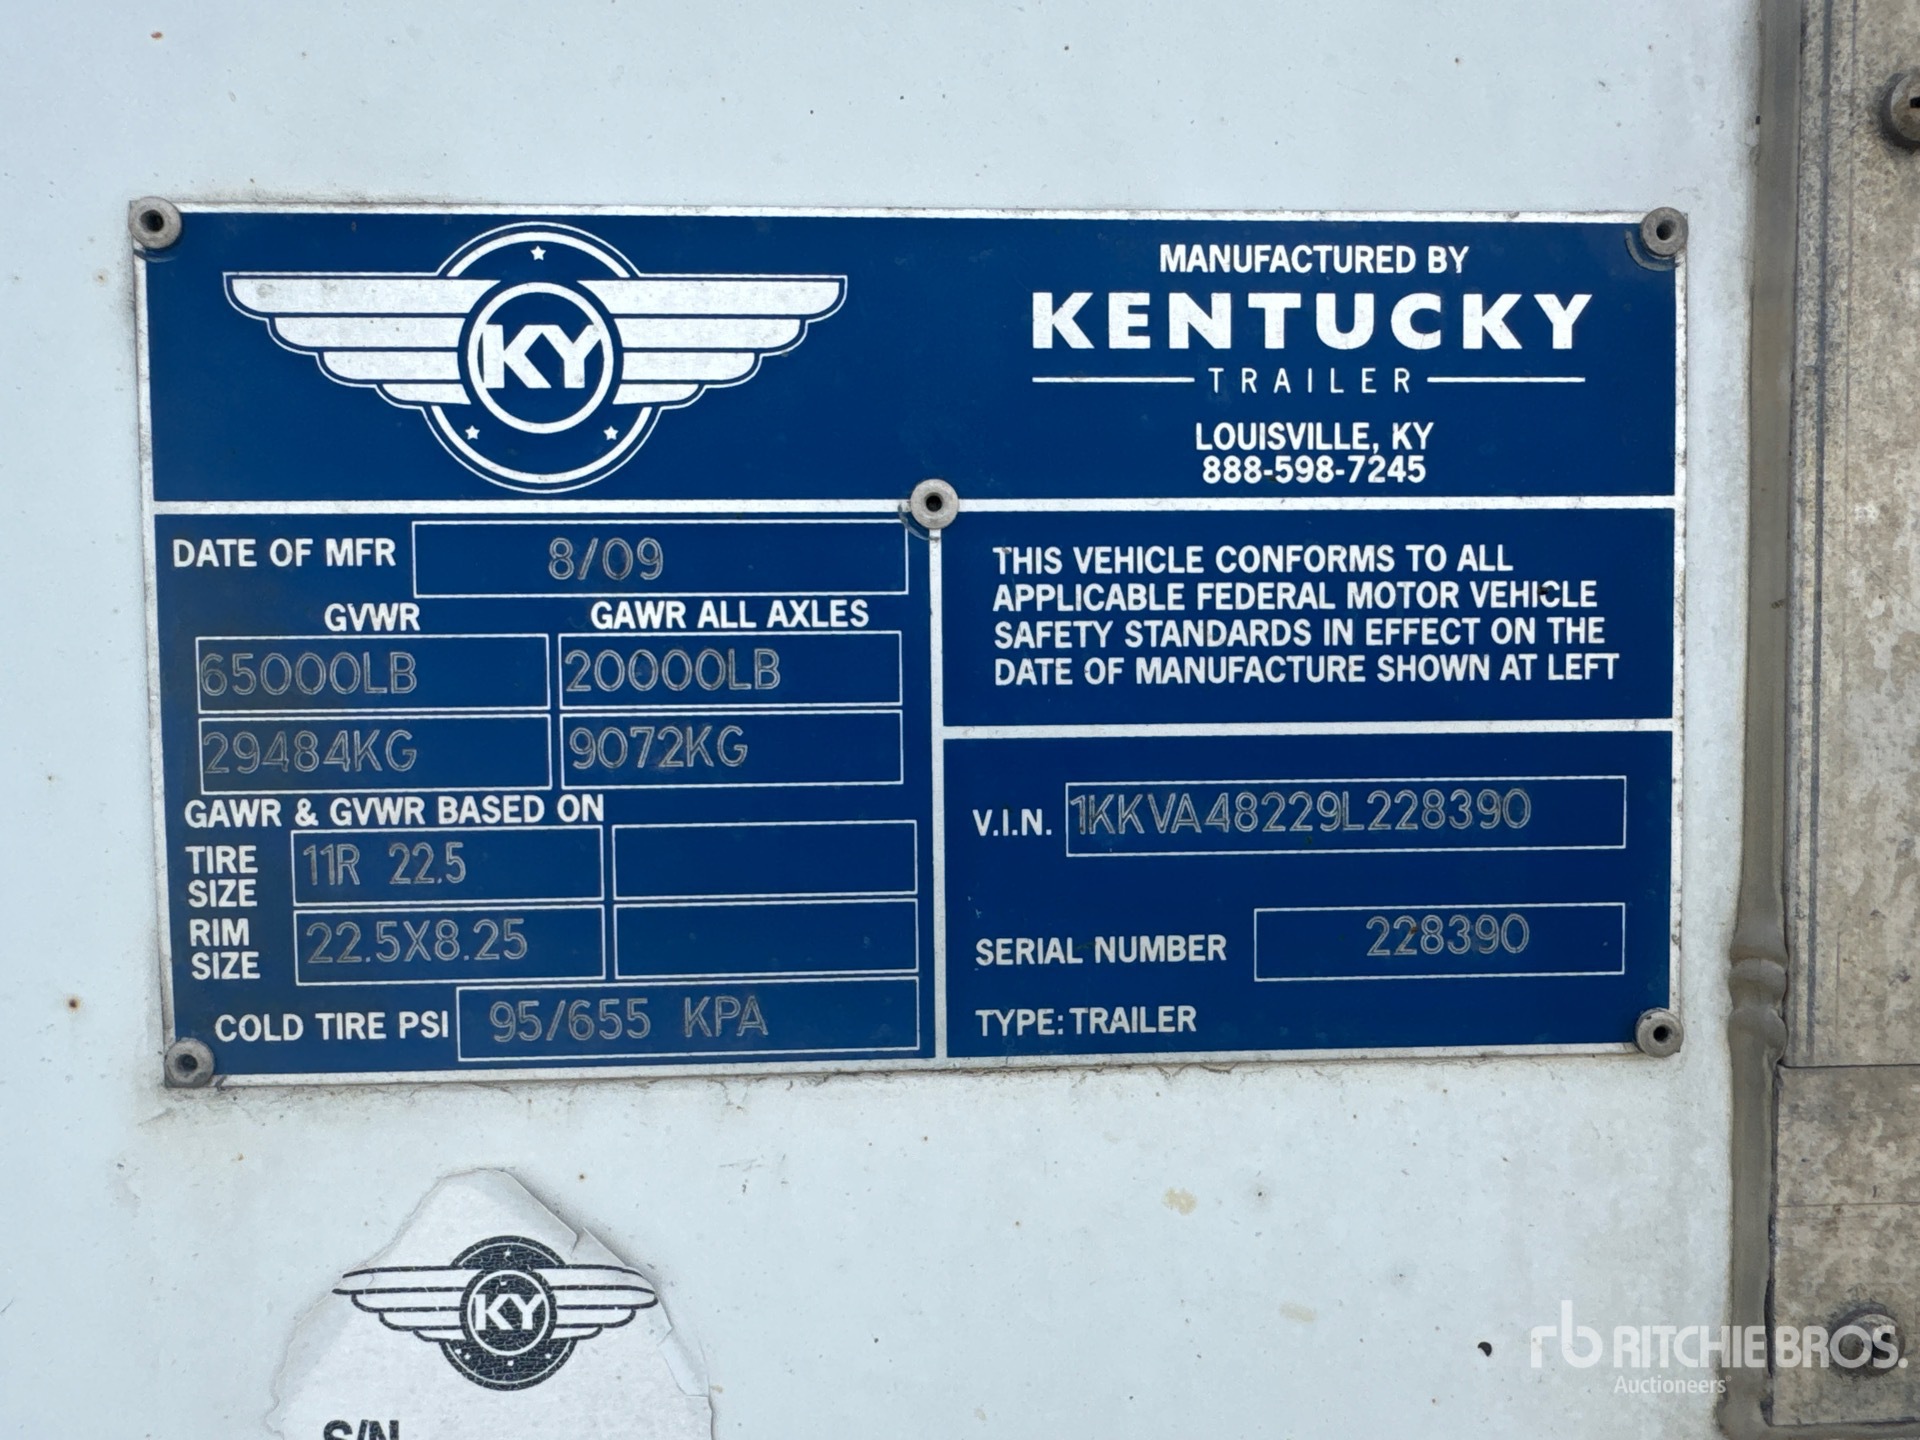 KY
MANUFACTURED BY
KENTUCKY
TRAILER
LOUISVILLE, KY
888-598-7245
DATE OF MFR 8/09
GVWR GAWR ALL AXLES
65000LB 20000LB
29484KG 9072KG
GAWR & GVWR BASED ON
TIRE SIZE 11R 22.5
RIM SIZE 22.5X8.25
COLD TIRE PSI 95/655 KPA
THIS VEHICLE CONFORMS TO ALL
APPLICABLE FEDERAL MOTOR VEHICLE
SAFETY STANDARDS IN EFFECT ON THE
DATE OF MANUFACTURE SHOWN AT LEFT
V.I.N. 1KKVA48229L228390
SERIAL NUMBER 228390
TYPE: TRAILER
KY
S/N
rb RITCHIE BROS.
Auctioneers